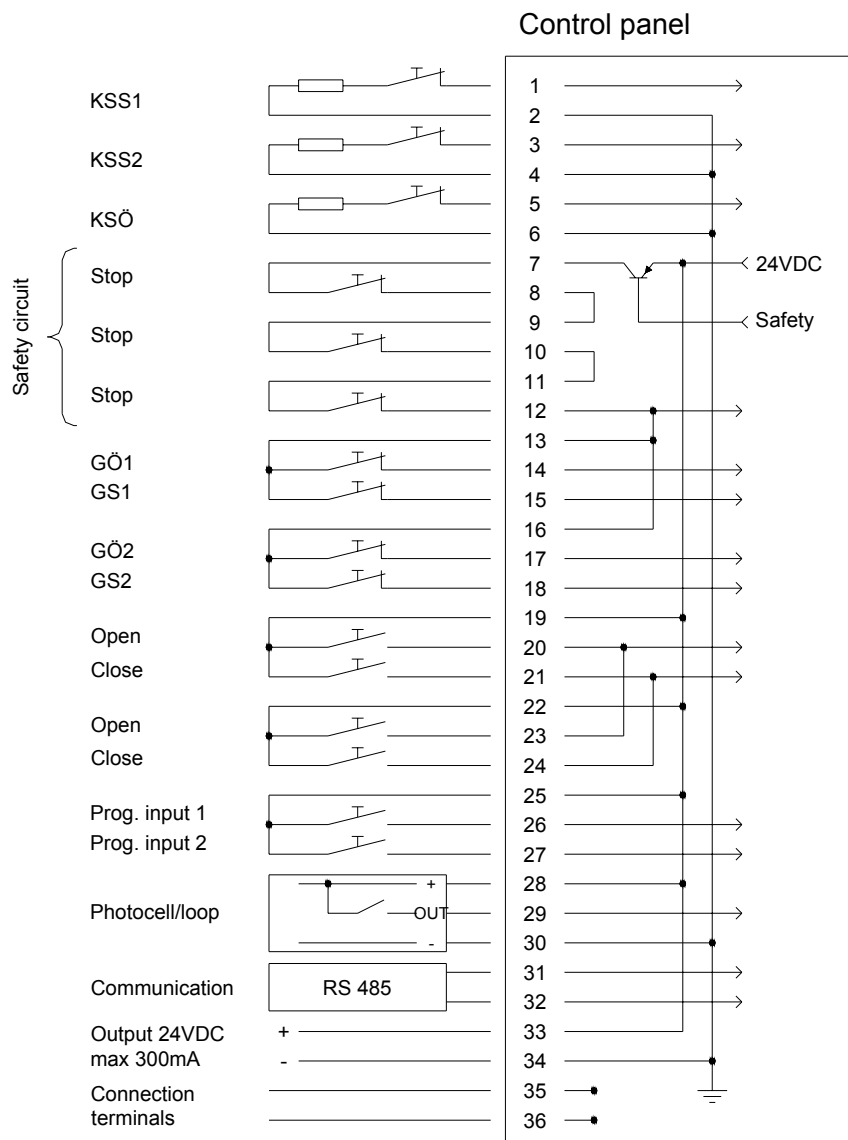 Control panel
KSS1
1
2
KSS2
3
4
KSÖ
5
6
Safety circuit
Stop
7
24VDC
8
Stop
9
Safety
10
Stop
11
12
13
GÖ1
14
GS1
15
16
GÖ2
17
GS2
18
19
Open
20
Close
21
22
Open
23
Close
24
25
Prog. input 1
26
Prog. input 2
27
Photocell/loop
+
28
OUT
29
-
30
Communication
RS 485
31
32
Output 24VDC
+
33
max 300mA
-
34
Connection
35
terminals
36